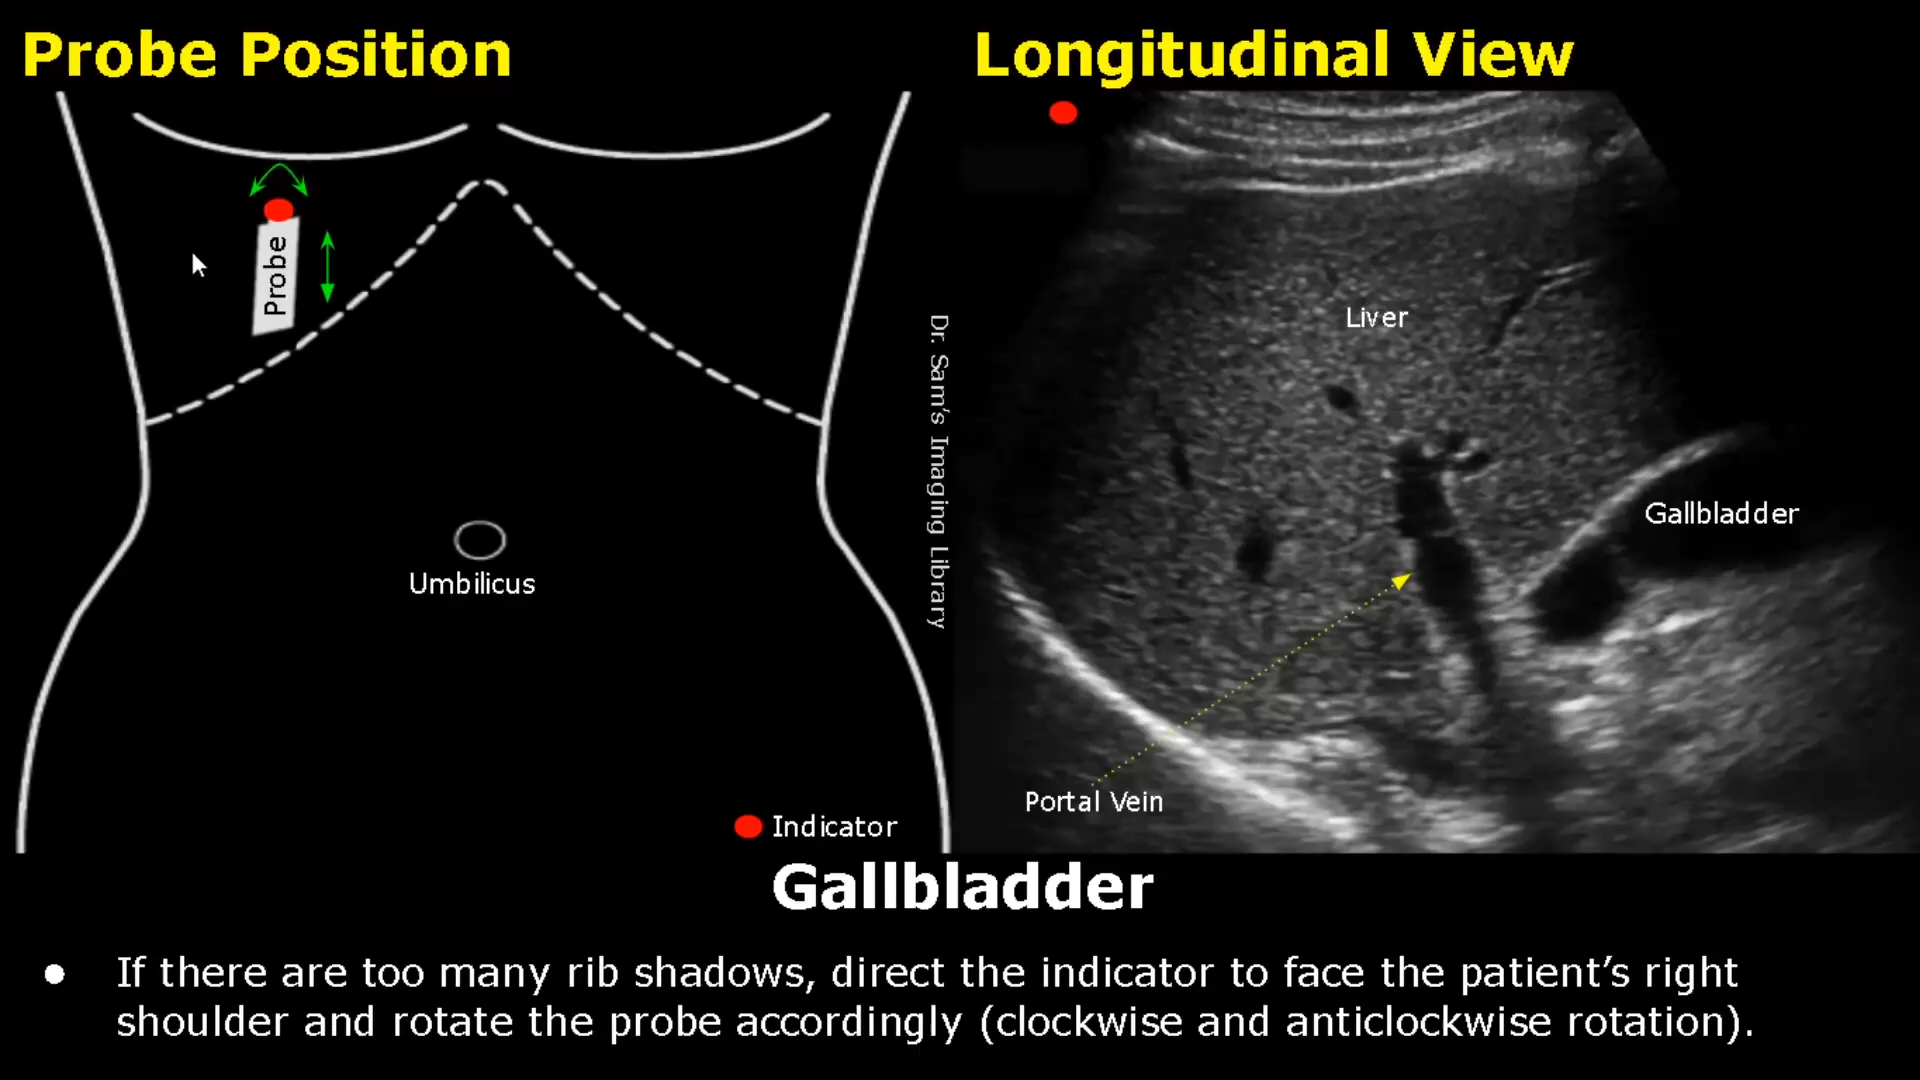 Probe Position
Longitudinal View
Probe
Liver
Gallbladder
Dr. Sam's Imaging Library
Umbilicus
Portal Vein
Indicator
Gallbladder
● If there are too many rib shadows, direct the indicator to face the patient’s right
shoulder and rotate the probe accordingly (clockwise and anticlockwise rotation).